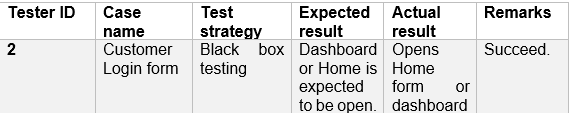 Tester ID Case name Test strategy Expected result Actual result Remarks
2 Customer Login form Black box testing Dashboard or Home is expected to be open. Opens Home form or dashboard Succeed.